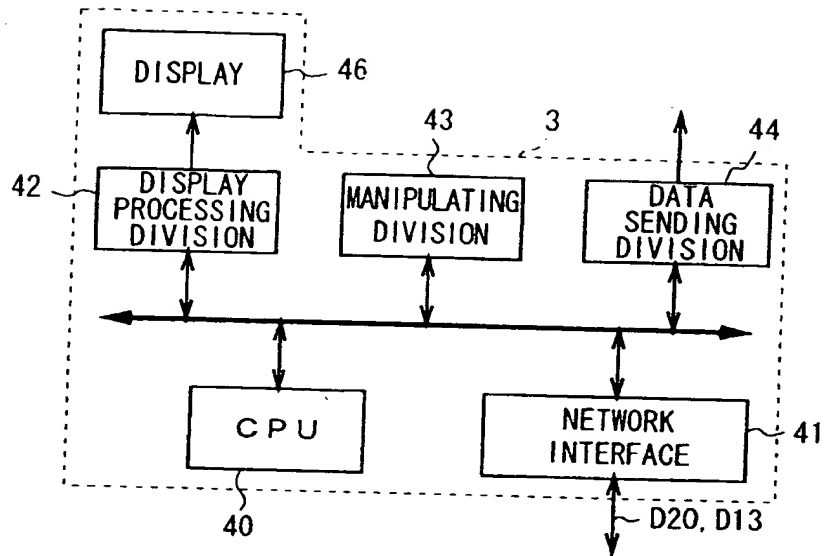 DISPLAY
46
43
3
44
42
DISPLAY
PROCESSING
DIVISION
MANIPULATING
DIVISION
DATA
SENDING
DIVISION
CPU
NETWORK
INTERFACE
41
40
D20, D13